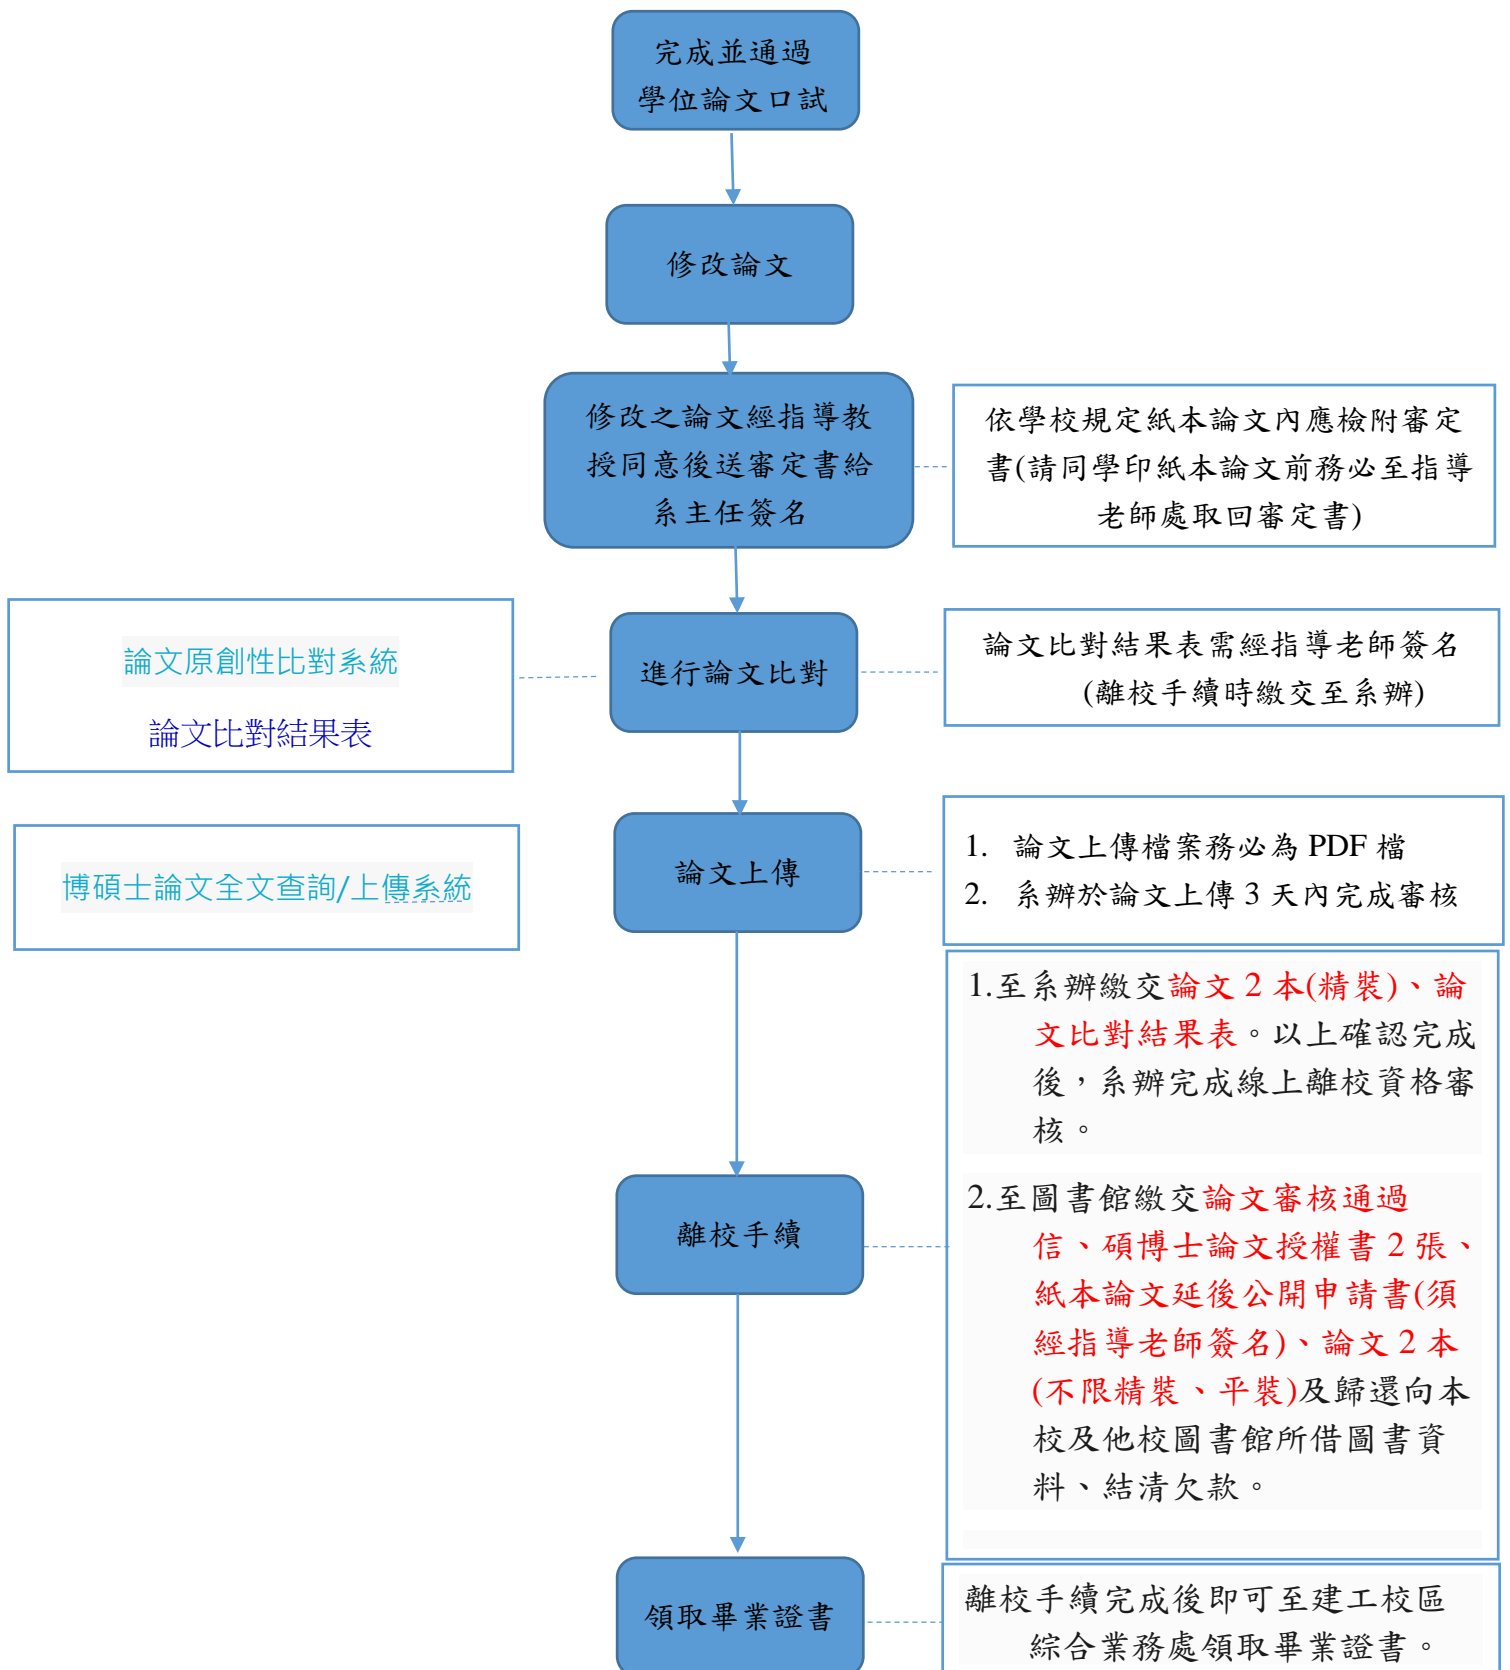 完成並通過
學位論文口試
修改論文
修改之論文經指導教
授同意後送審定書給
系主任簽名
依學校規定紙本論文內應檢附審定
書(請同學印紙本論文前務必至指導
老師處取回審定書)
論文原創性比對系統
論文比對結果表
進行論文比對
論文比對結果表需經指導老師簽名
(離校手續時繳交至系辦)
博碩士論文全文查詢/上傳系統
論文上傳
1. 論文上傳檔案務必為 PDF 檔
2. 系辦於論文上傳 3 天內完成審核
離校手續
1.至系辦繳交論文 2 本(精裝)、論
文比對結果表。以上確認完成
後，系辦完成線上離校資格審
核。
2.至圖書館繳交論文審核通過
信、碩博士論文授權書 2 張、
紙本論文延後公開申請書(須
經指導老師簽名)、論文 2 本
(不限精裝、平裝)及歸還向本
校及他校圖書館所借圖書資
料、結清欠款。
領取畢業證書
離校手續完成後即可至建工校區
綜合業務處領取畢業證書。